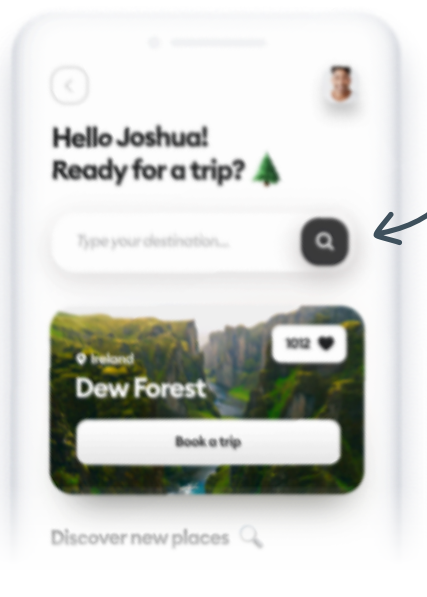 Hello Joshua!
Ready for a trip?
Type your destination...
1012
Ireland
Dew Forest
Book a trip
Discover new places